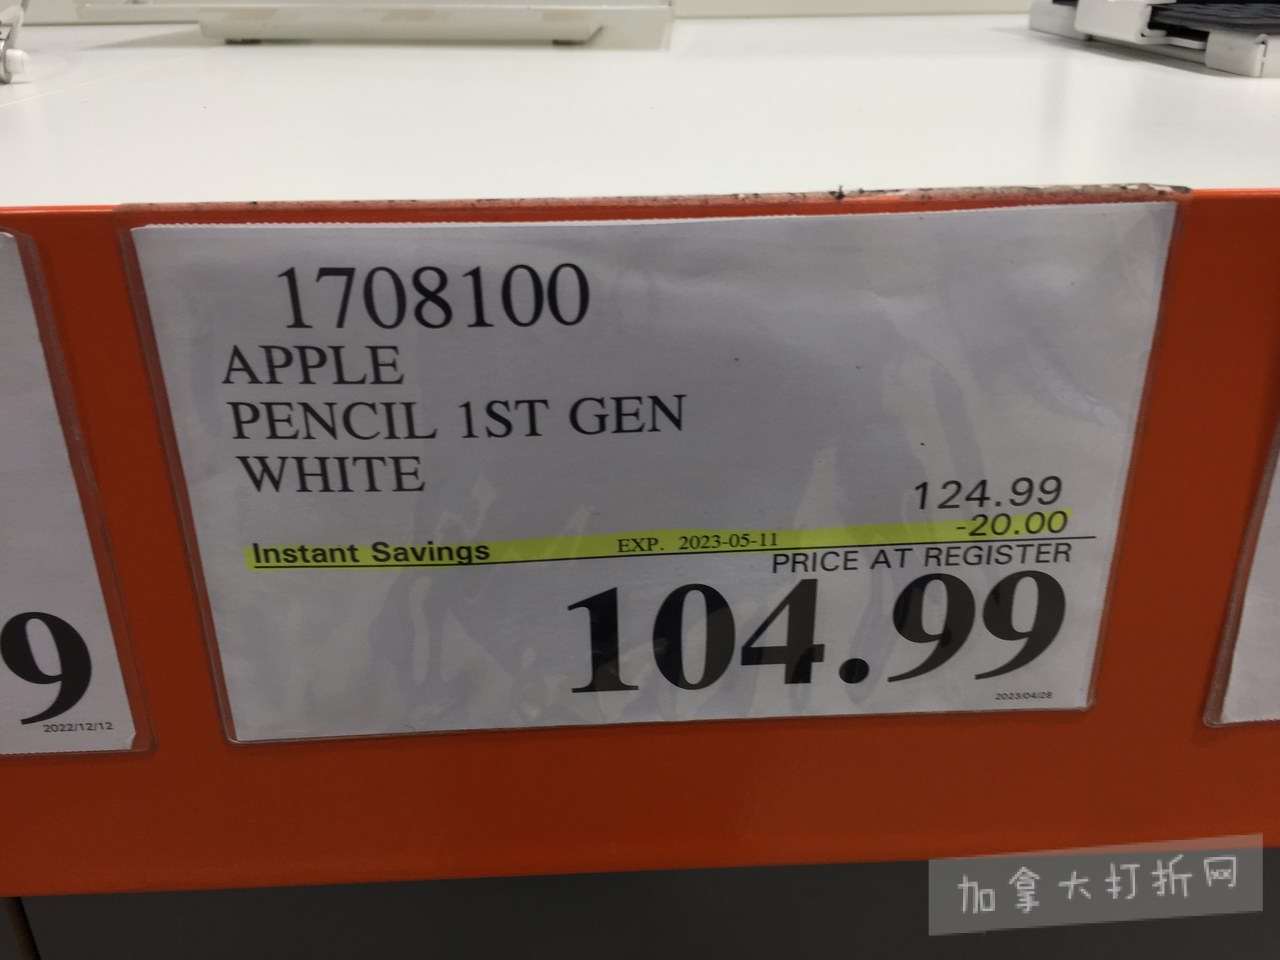 1708100
APPLE
PENCIL 1ST GEN
WHITE
124.99
Instant Savings EXP. 2023-05-11 -20.00
PRICE AT REGISTER
104.99
2023/04/28
9
2022/12/12
加拿大打折网